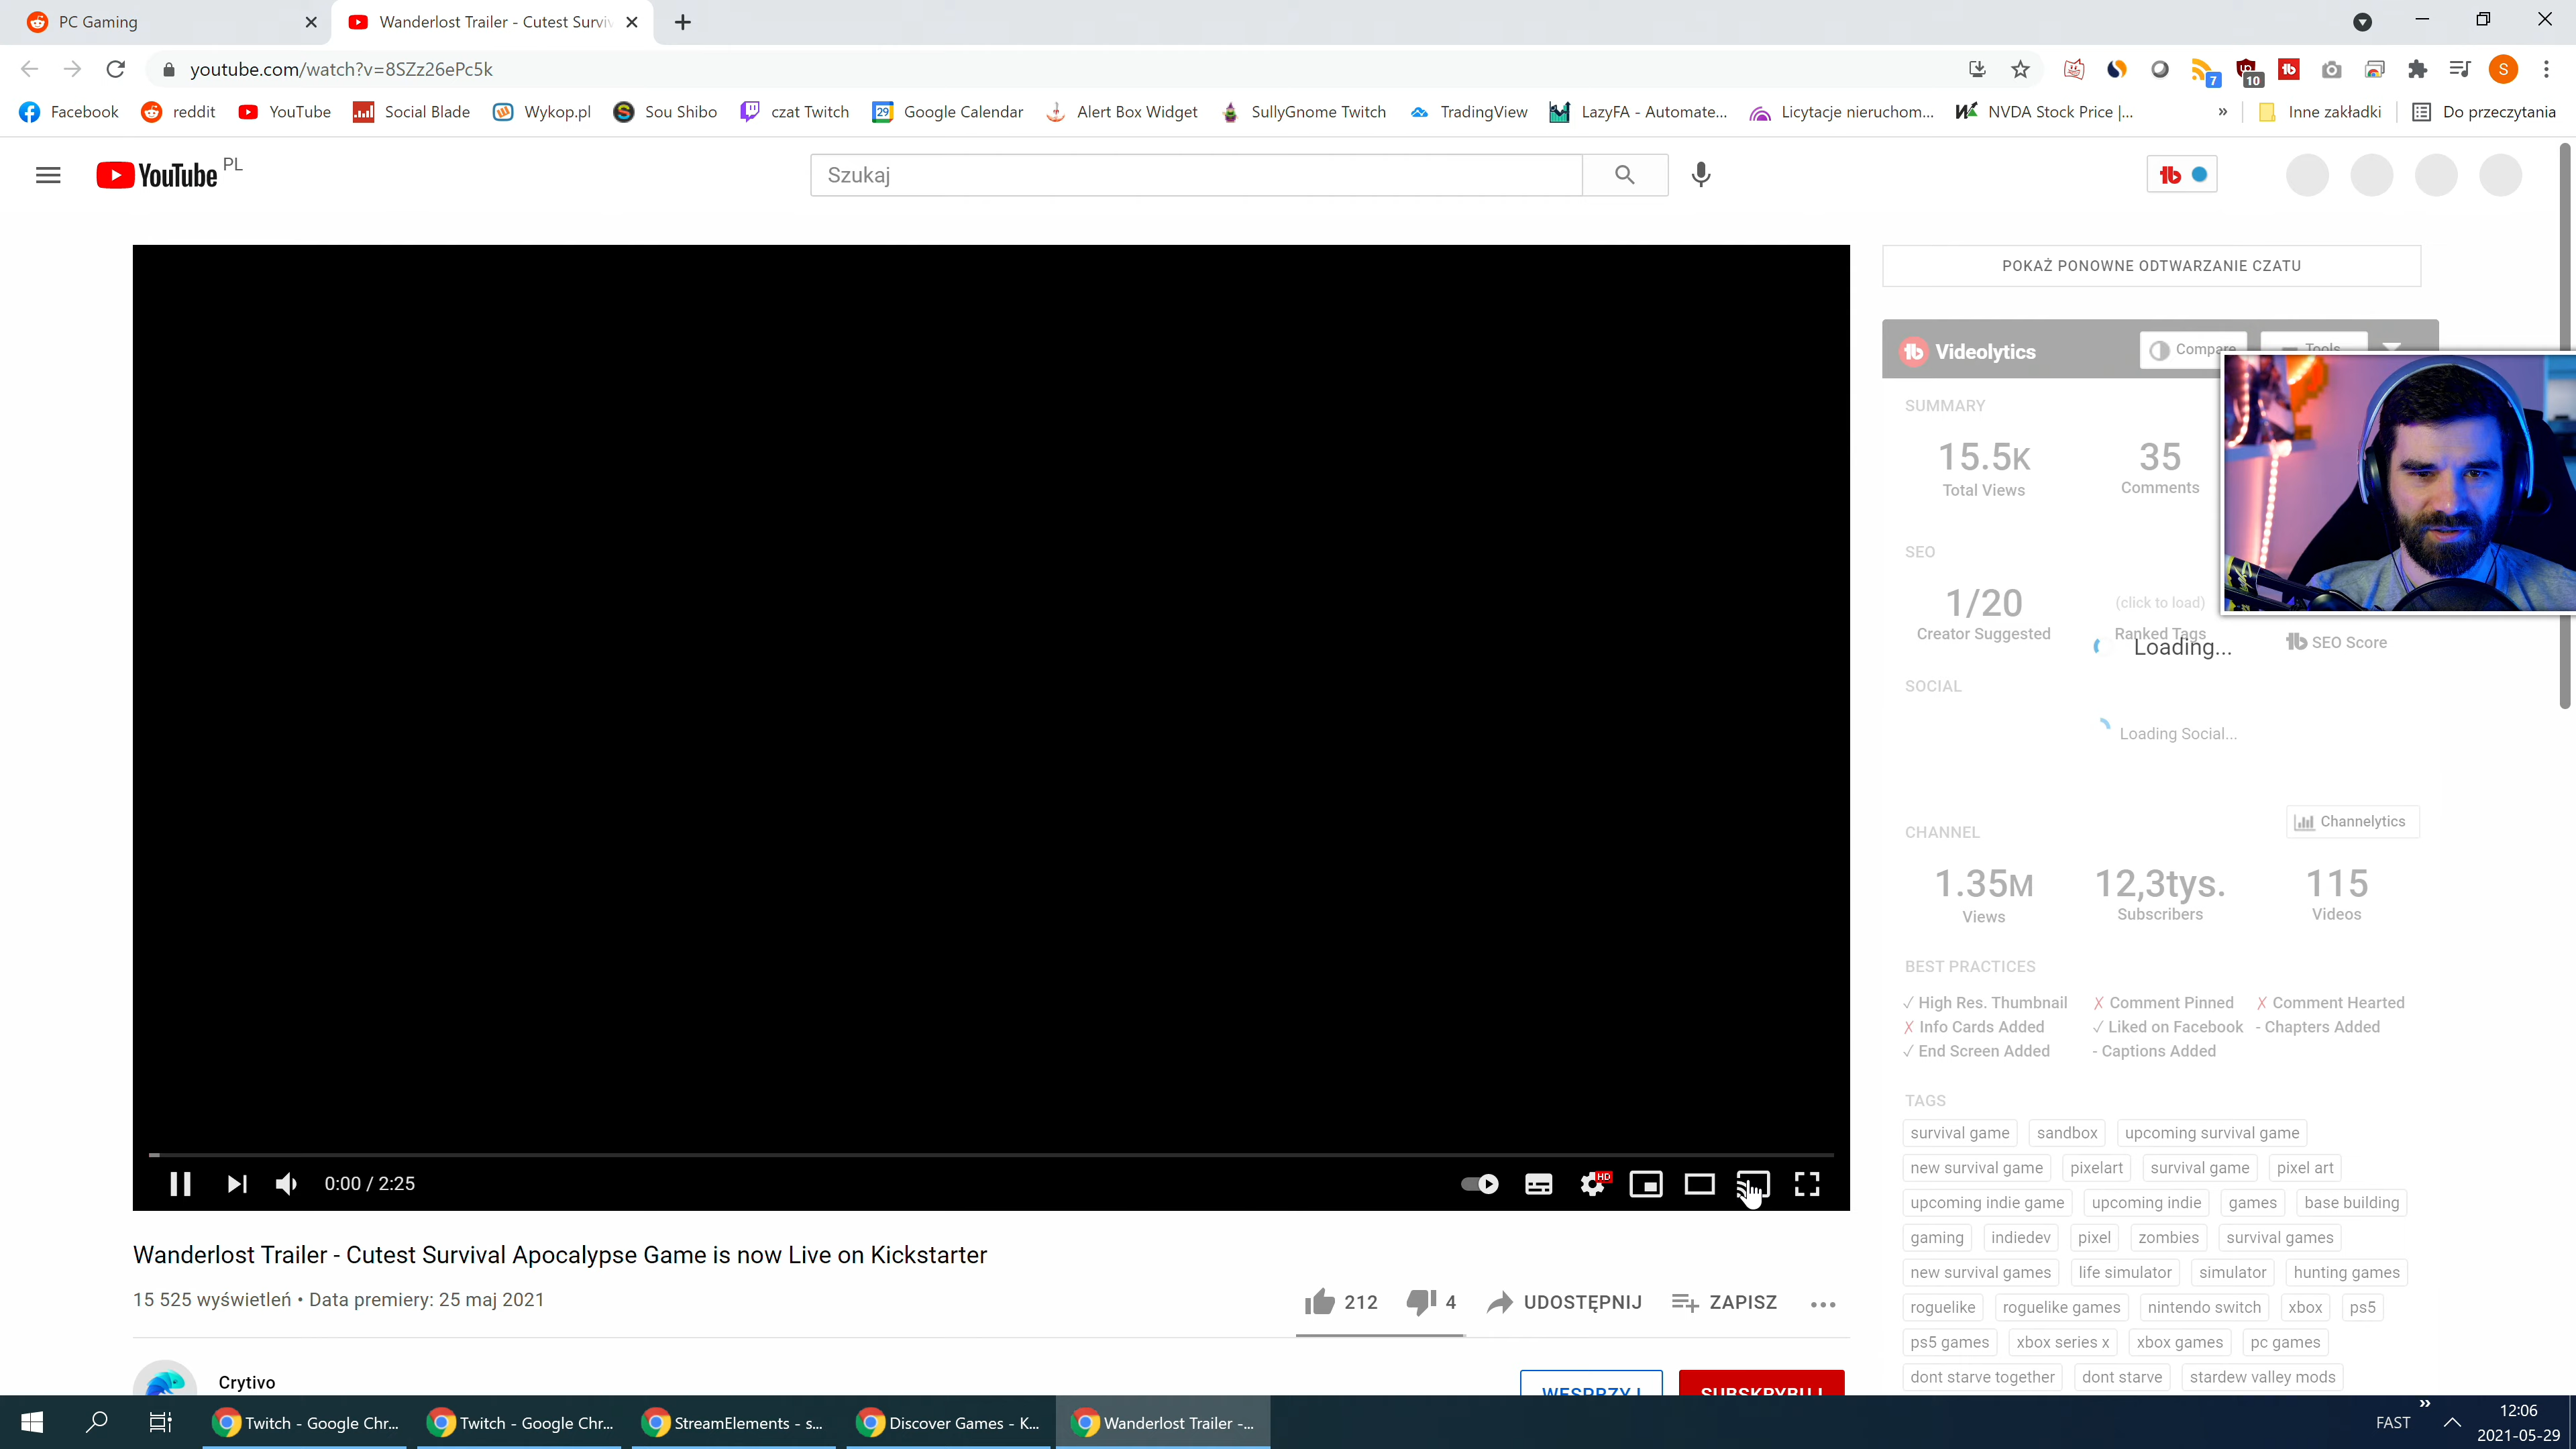 PC Gaming
Wanderlost Trailer - Cutest Surviv
youtube.com/watch?v=8SZz26ePc5k
7
10
S
Facebook
reddit
YouTube
Social Blade
Wykop.pl
Sou Shibo
czat Twitch
29
Google Calendar
Alert Box Widget
SullyGnome Twitch
TradingView
LazyFA - Automate...
Licytacje nieruchom...
NVDA Stock Price |...
»
Inne zakładki
Do przeczytania
YouTube PL
Szukaj
POKAŻ PONOWNE ODTWARZANIE CZATU
Videolytics
Compare
Tools
SUMMARY
15.5K
Total Views
35
Comments
SEO
1/20
Creator Suggested
(click to load)
Ranked Tags
Loading...
SEO Score
SOCIAL
Loading Social...
CHANNEL
Channelytics
1.35M
Views
12,3tys.
Subscribers
115
Videos
BEST PRACTICES
✓ High Res. Thumbnail
✗ Comment Pinned
✗ Comment Hearted
✗ Info Cards Added
✓ Liked on Facebook
- Chapters Added
✓ End Screen Added
- Captions Added
TAGS
survival game
sandbox
upcoming survival game
new survival game
pixelart
survival game
pixel art
upcoming indie game
upcoming indie
games
base building
gaming
indiedev
pixel
zombies
survival games
new survival games
life simulator
simulator
hunting games
roguelike
roguelike games
nintendo switch
xbox
ps5
ps5 games
xbox series x
xbox games
pc games
dont starve together
dont starve
stardew valley mods
0:00 / 2:25
HD
Wanderlost Trailer - Cutest Survival Apocalypse Game is now Live on Kickstarter
15 525 wyświetleń • Data premiery: 25 maj 2021
212
4
UDOSTĘPNIJ
ZAPISZ
Crytivo
WESPRZYJ
SUBSKRYBUJ
Twitch - Google Chr...
Twitch - Google Chr...
StreamElements - s...
Discover Games - K...
Wanderlost Trailer -...
FAST
»
12:06
2021-05-29